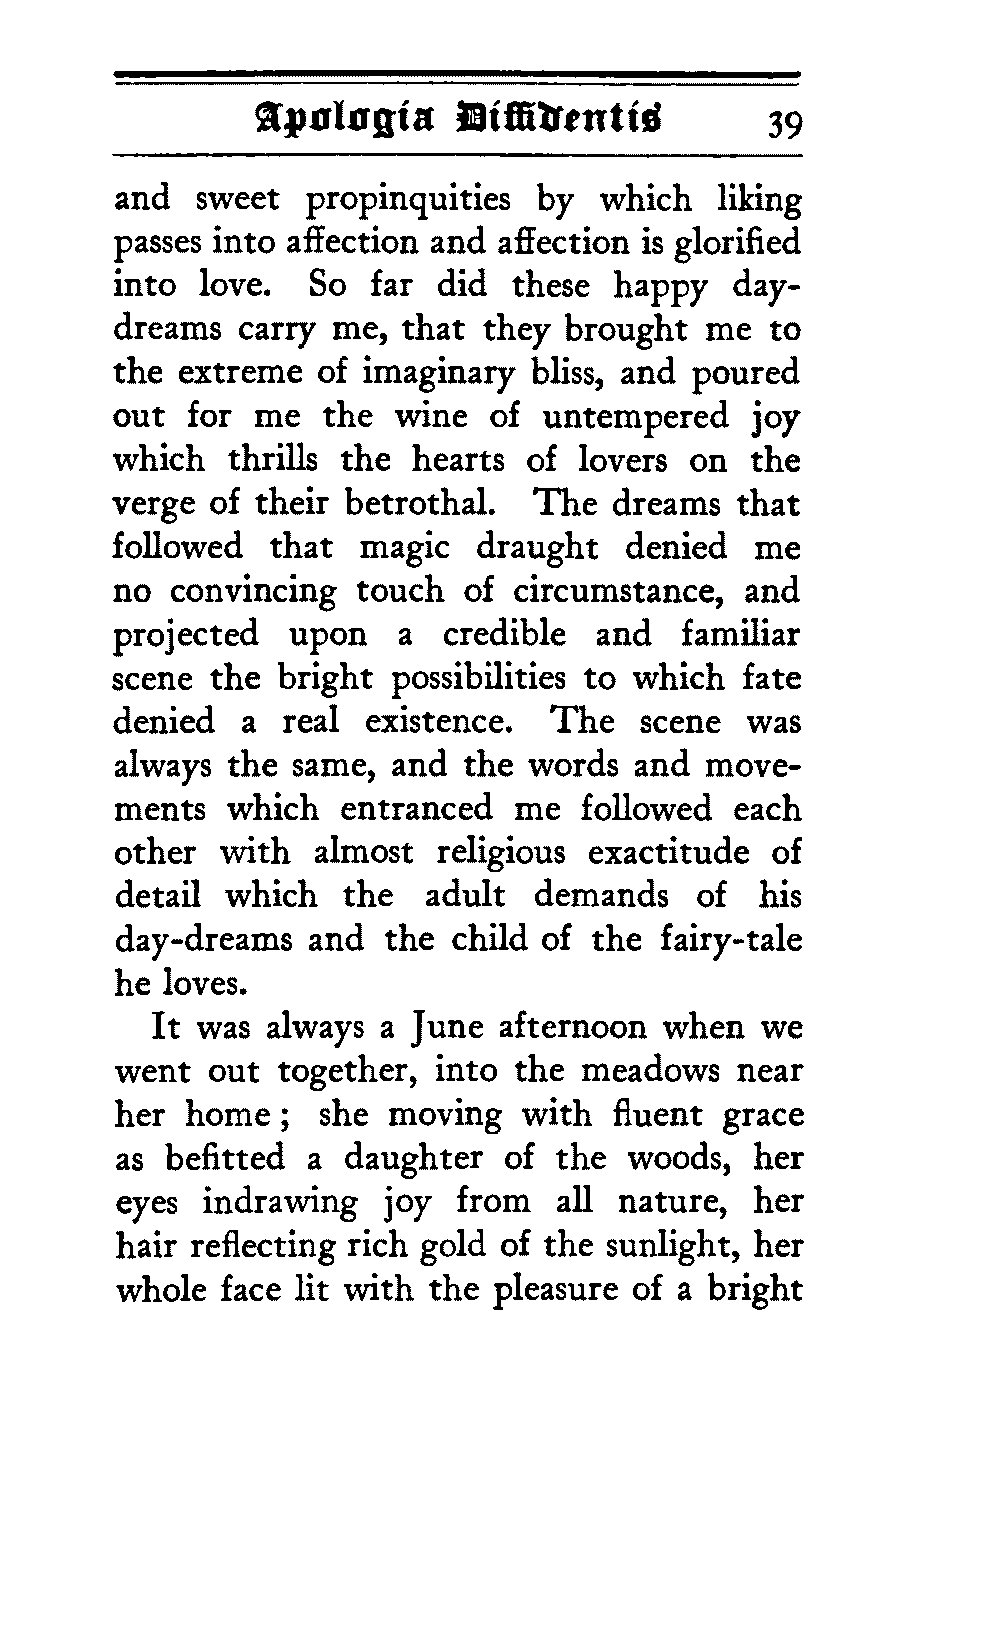 Apologia Diffidentis 39
and sweet propinquities by which liking
passes into affection and affection is glorified
into love. So far did these happy day-
dreams carry me, that they brought me to
the extreme of imaginary bliss, and poured
out for me the wine of untempered joy
which thrills the hearts of lovers on the
verge of their betrothal. The dreams that
followed that magic draught denied me
no convincing touch of circumstance, and
projected upon a credible and familiar
scene the bright possibilities to which fate
denied a real existence. The scene was
always the same, and the words and move-
ments which entranced me followed each
other with almost religious exactitude of
detail which the adult demands of his
day-dreams and the child of the fairy-tale
he loves.
It was always a June afternoon when we
went out together, into the meadows near
her home ; she moving with fluent grace
as befitted a daughter of the woods, her
eyes indrawing joy from all nature, her
hair reflecting rich gold of the sunlight, her
whole face lit with the pleasure of a bright